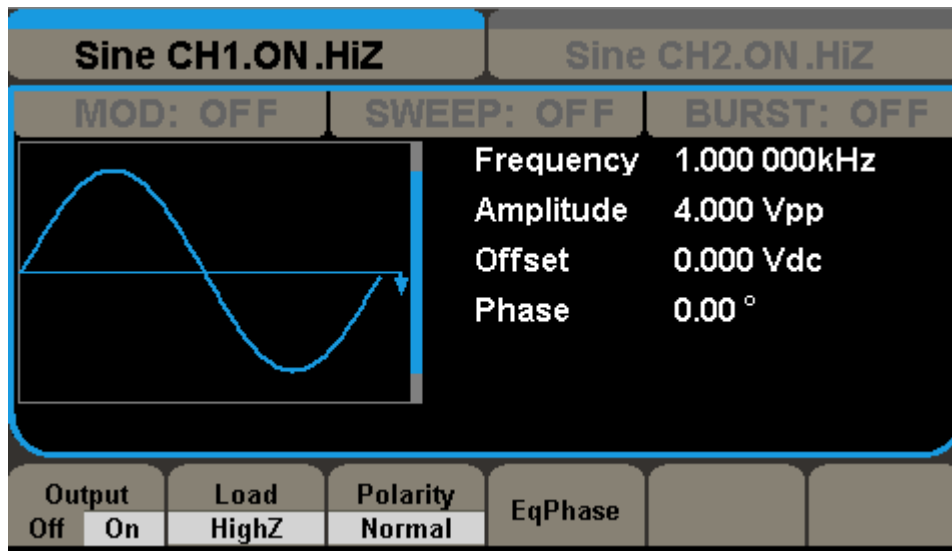 Sine CH1.ON.HiZ
Sine CH2.ON.HiZ
MOD: OFF
SWEEP: OFF
BURST: OFF
Frequency 1.000 000kHz
Amplitude 4.000 Vpp
Offset 0.000 Vdc
Phase 0.00 °
Output
Off On
Load
HighZ
Polarity
Normal
EqPhase